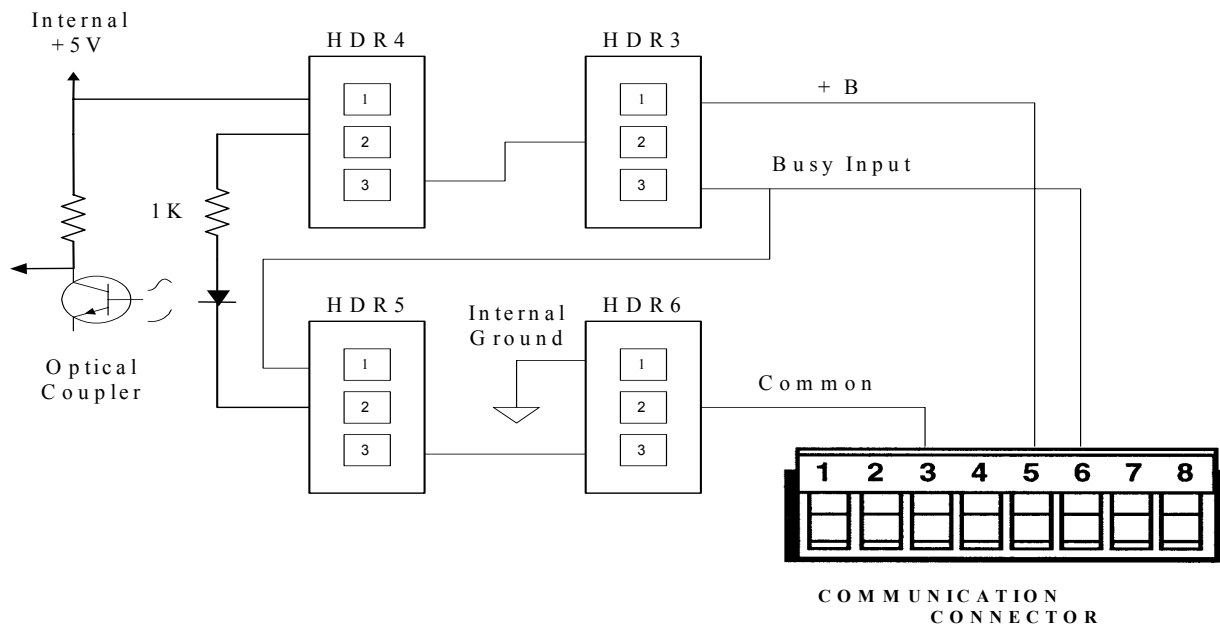 Internal
+5V
HDR4
HDR3
1
2
3
1
2
3
+ B
Busy Input
1K
Optical
Coupler
HDR5
Internal
Ground
HDR6
1
2
3
1
2
3
Common
1 2 3 4 5 6 7 8
COMMUNICATION
CONNECTOR